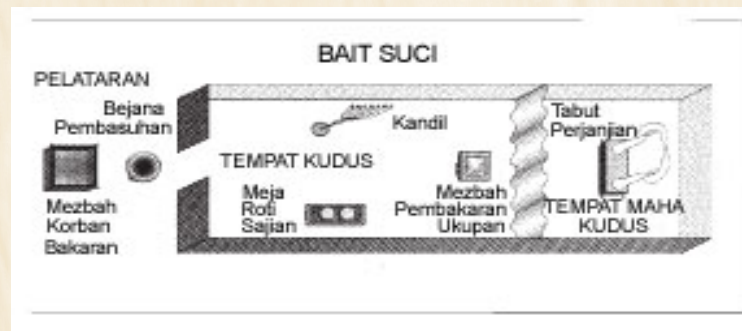 BAIT SUCI
PELATARAN
Bejana
Pembasuhan
Mezbah
Korban
Bakaran
Kandil
TEMPAT KUDUS
Meja
Roti
Sajian
Mezbah
Pembakaran
Ukupan
Tabut
Perjanjian
TEMPAT MAHA
KUDUS